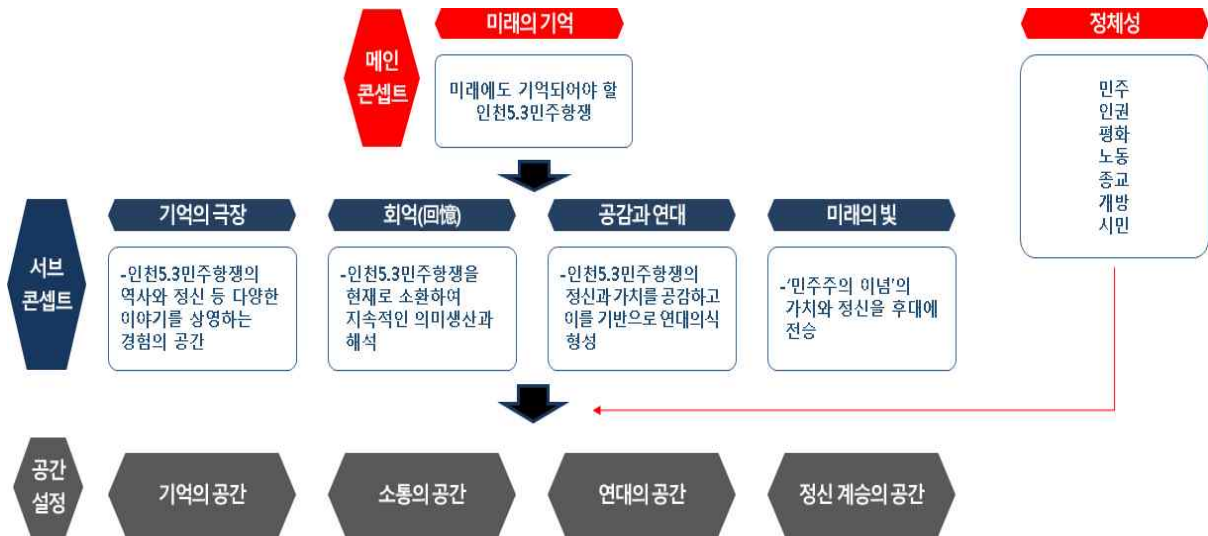 미래의 기억
정체성
메인
콘셉트
미래에도 기억되어야 할
인천5.3민주항쟁
민주
인권
평화
노동
종교
개방
시민
서브
콘셉트
기억의 극장
회억(回憶)
공감과 연대
미래의 빛
-인천5.3민주항쟁의
역사와 정신 등 다양한
이야기를 상영하는
경험의 공간
-인천5.3민주항쟁을
현재로 소환하여
지속적인 의미생산과
해석
-인천5.3민주항쟁의
정신과 가치를 공감하고
이를 기반으로 연대의식
형성
-'민주주의 이념'의
가치와 정신을 후대에
전승
공간
설정
기억의 공간
소통의 공간
연대의 공간
정신 계승의 공간